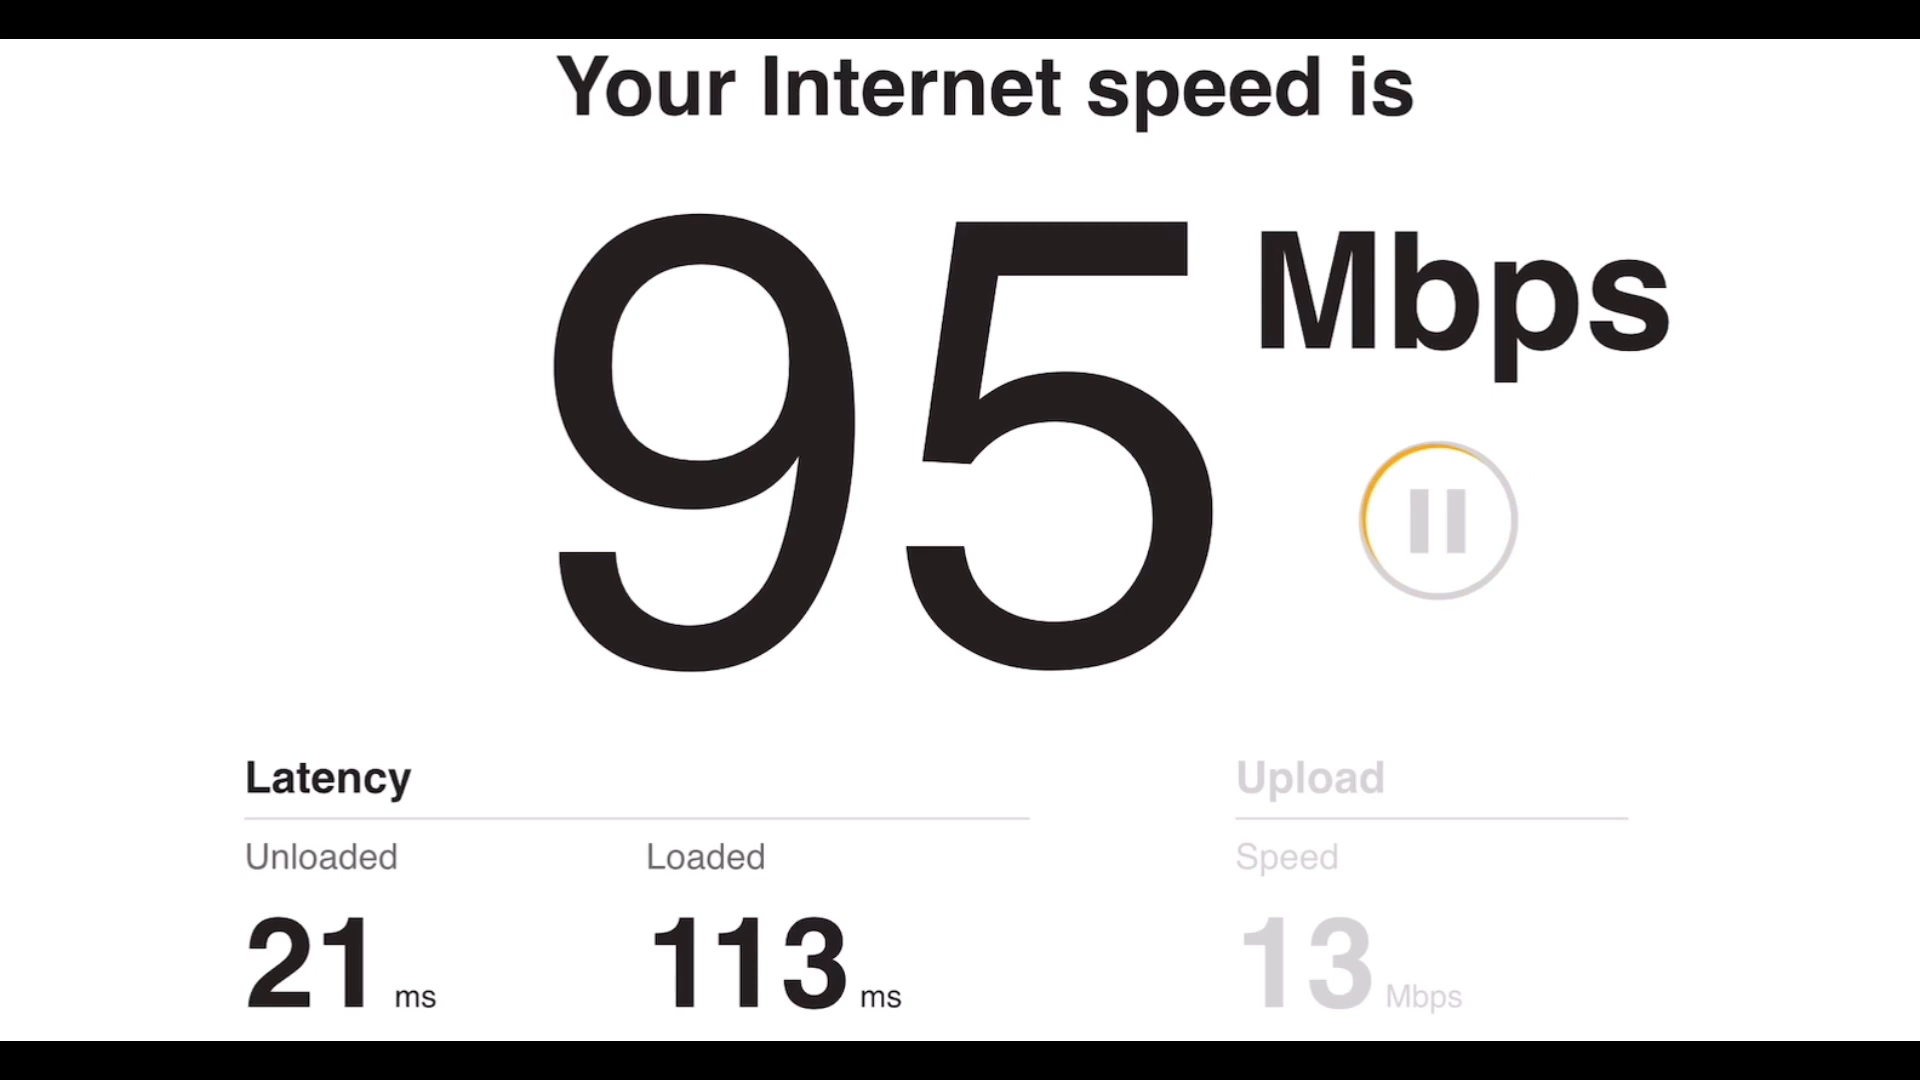 Your Internet speed is
95 Mbps
Latency
Unloaded
Loaded
21 ms
113 ms
Upload
Speed
13 Mbps